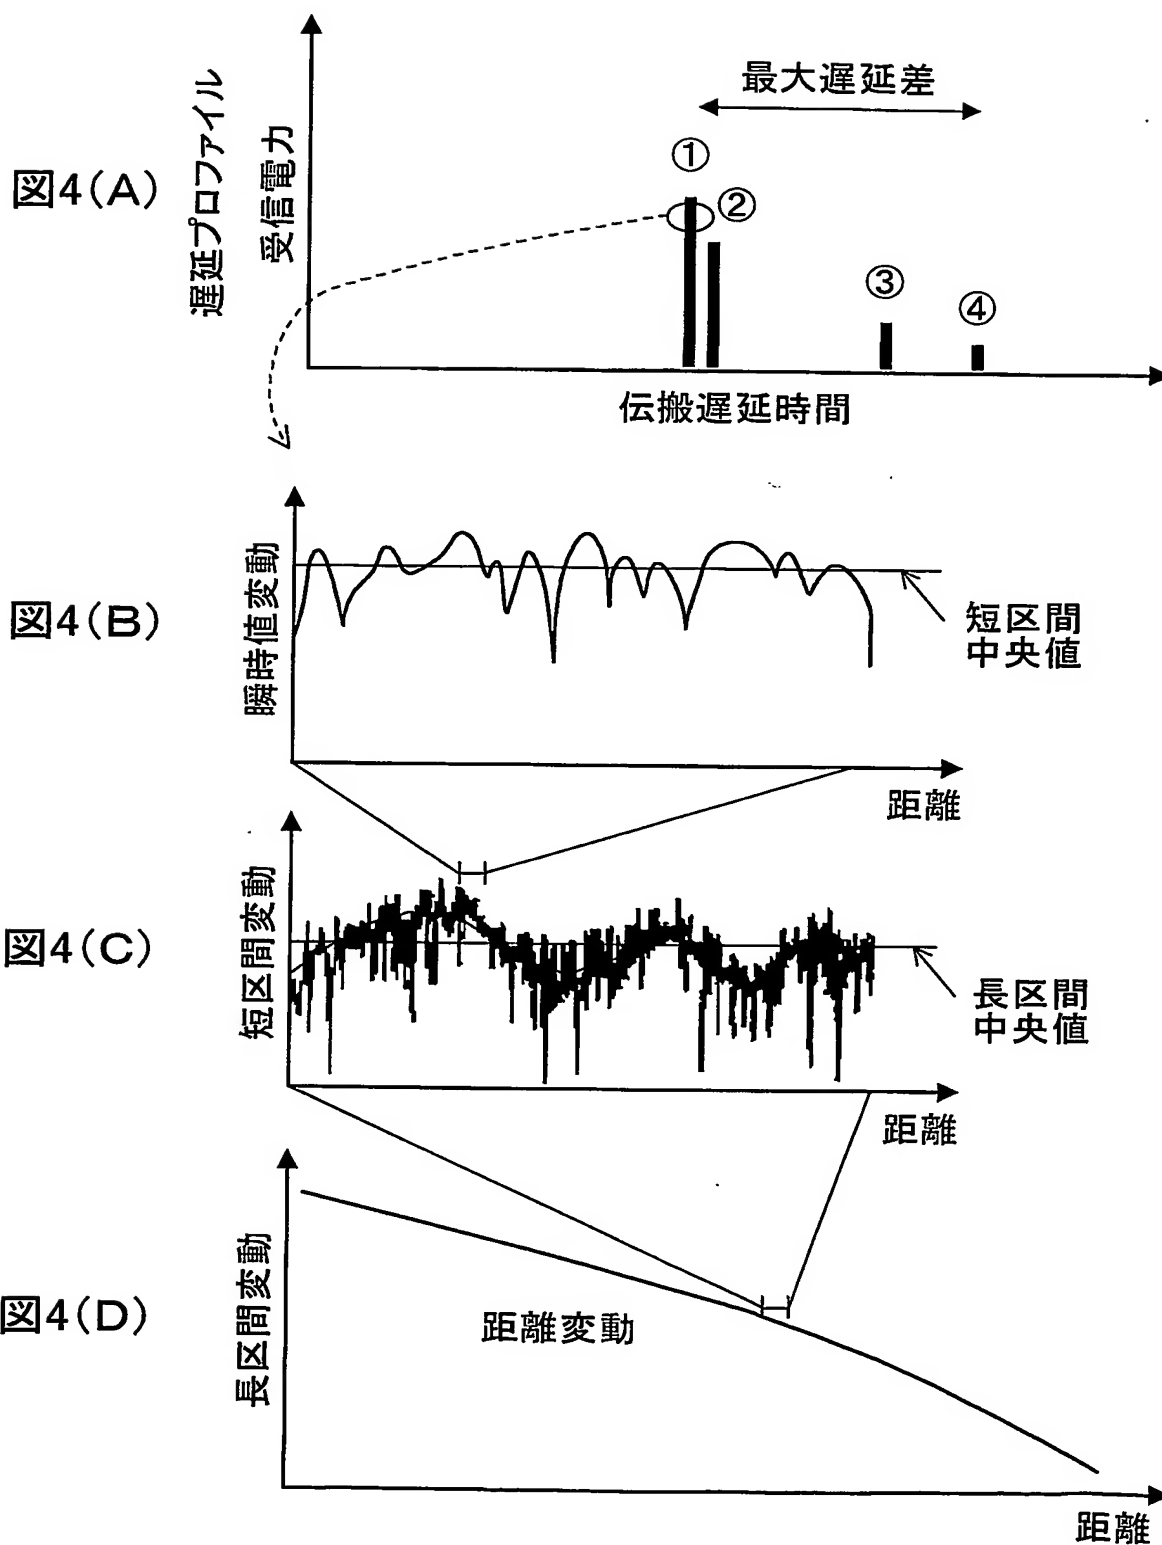 図4(A)
遅延プロファイル
受信電力
最大遅延差
①
②
③
④
伝搬遅延時間
図4(B)
瞬時値変動
短区間
中央値
距離
図4(C)
短区間変動
長区間
中央値
距離
図4(D)
長区間変動
距離変動
距離